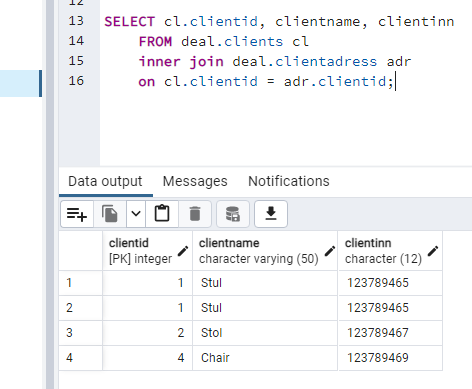 12
13 SELECT cl.clientid, clientname, clientinn
14 FROM deal.clients cl
15 inner join deal.clientadress adr
16 on cl.clientid = adr.clientid;
Data output Messages Notifications
clientid clientname clientinn
[PK] integer character varying (50) character (12)
1 1 Stul 123789465
2 1 Stul 123789465
3 2 Stol 123789467
4 4 Chair 123789469